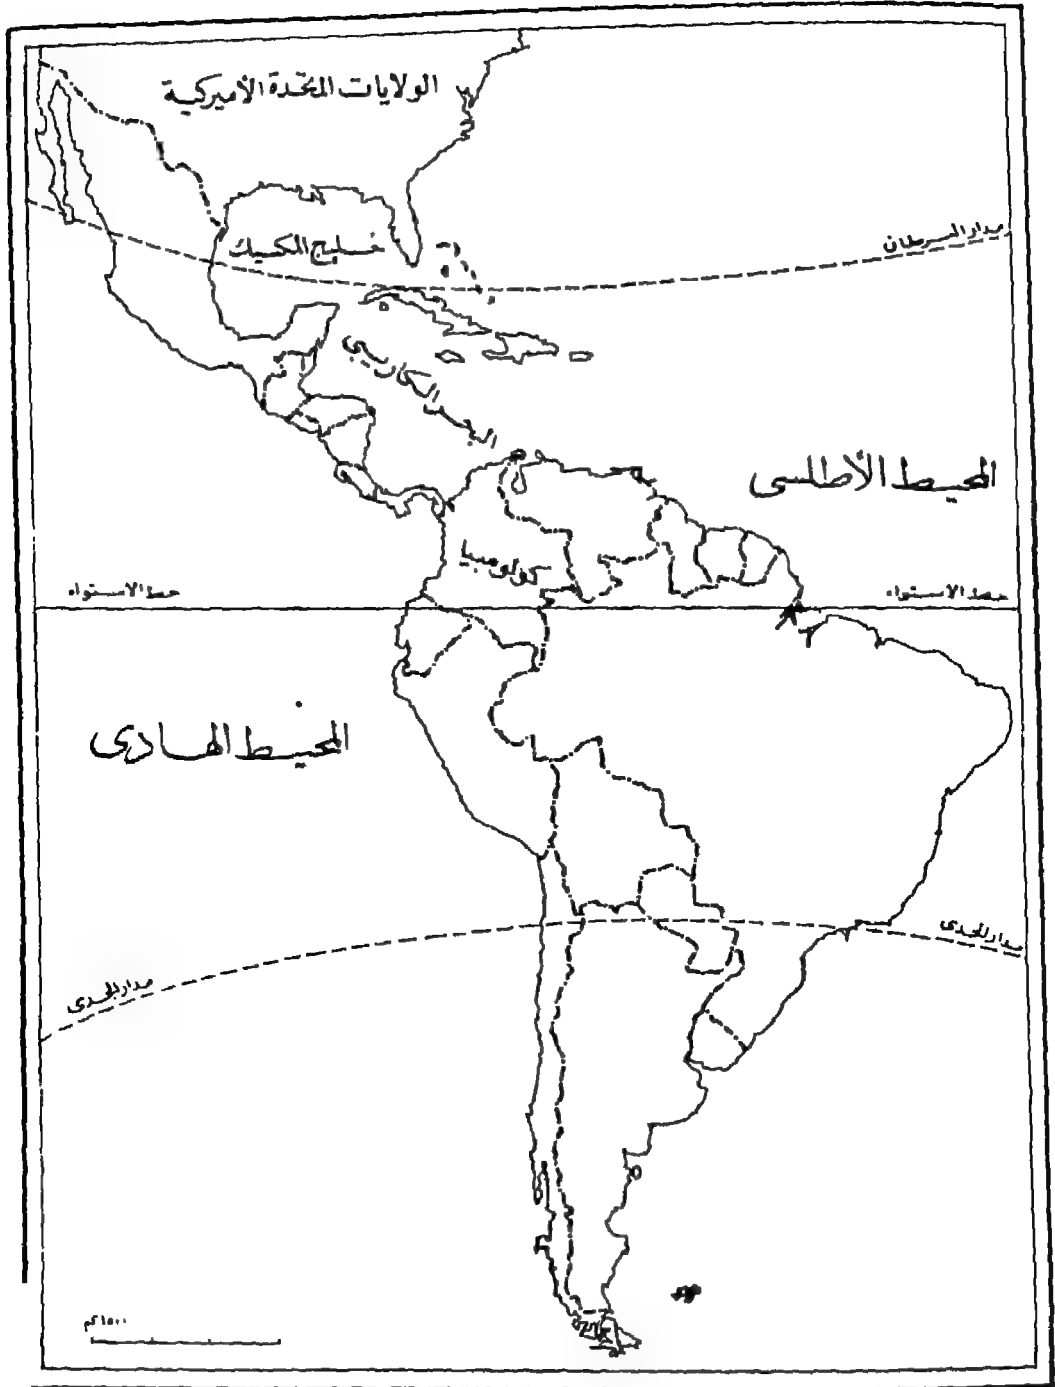 الولايات المتحدة الأميركية
خليج المكسيك
مدار السرطان
البحر الكاريبي
المحيط الأطلسي
كولومبيا
خط الاستواء
خط الاستواء
المحيط الهادي
مدار الجدي
مدار الجدي
١٥٠٠ كم